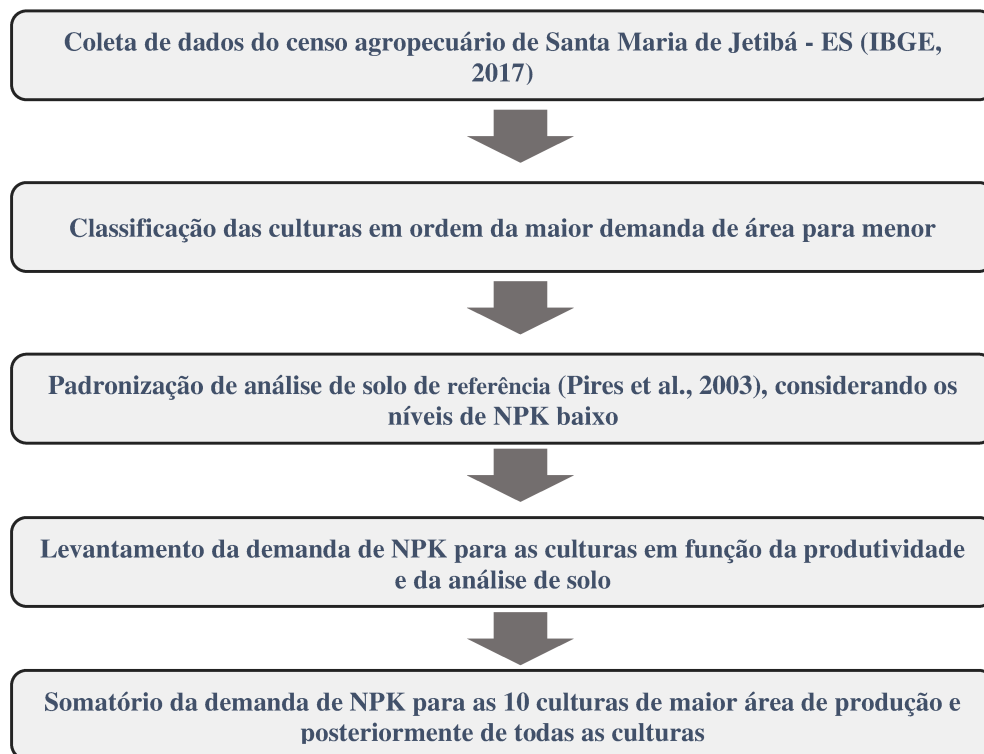 Coleta de dados do censo agropecuário de Santa Maria de Jetibá - ES (IBGE,
2017)
Classificação das culturas em ordem da maior demanda de área para menor
Padronização de análise de solo de referência (Pires et al., 2003), considerando os
níveis de NPK baixo
Levantamento da demanda de NPK para as culturas em função da produtividade
e da análise de solo
Somatório da demanda de NPK para as 10 culturas de maior área de produção e
posteriormente de todas as culturas